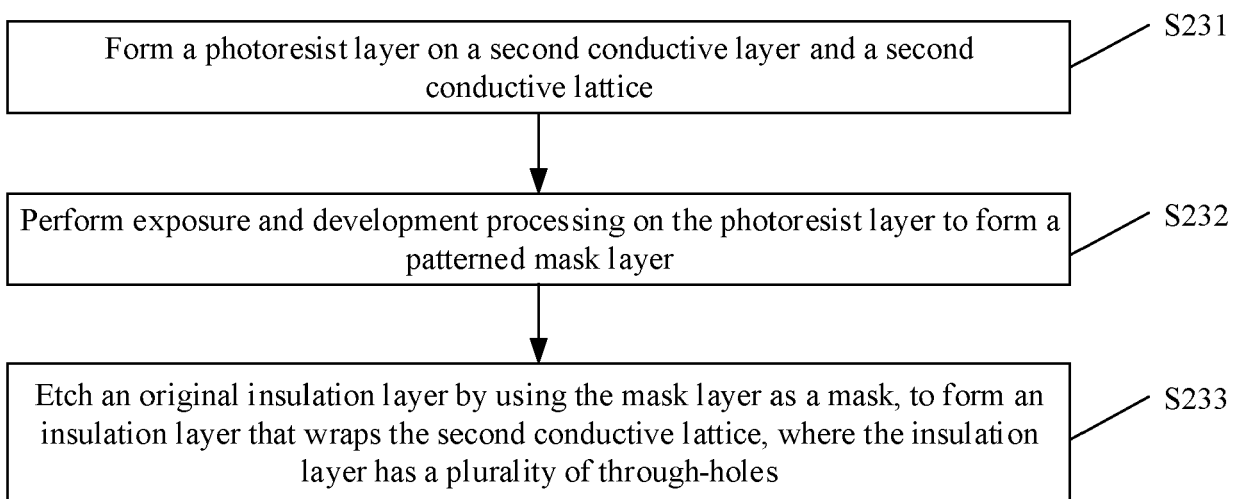 S231
Form a photoresist layer on a second conductive layer and a second
conductive lattice
S232
Perform exposure and development processing on the photoresist layer to form a
patterned mask layer
S233
Etch an original insulation layer by using the mask layer as a mask, to form an
insulation layer that wraps the second conductive lattice, where the insulation
layer has a plurality of through-holes